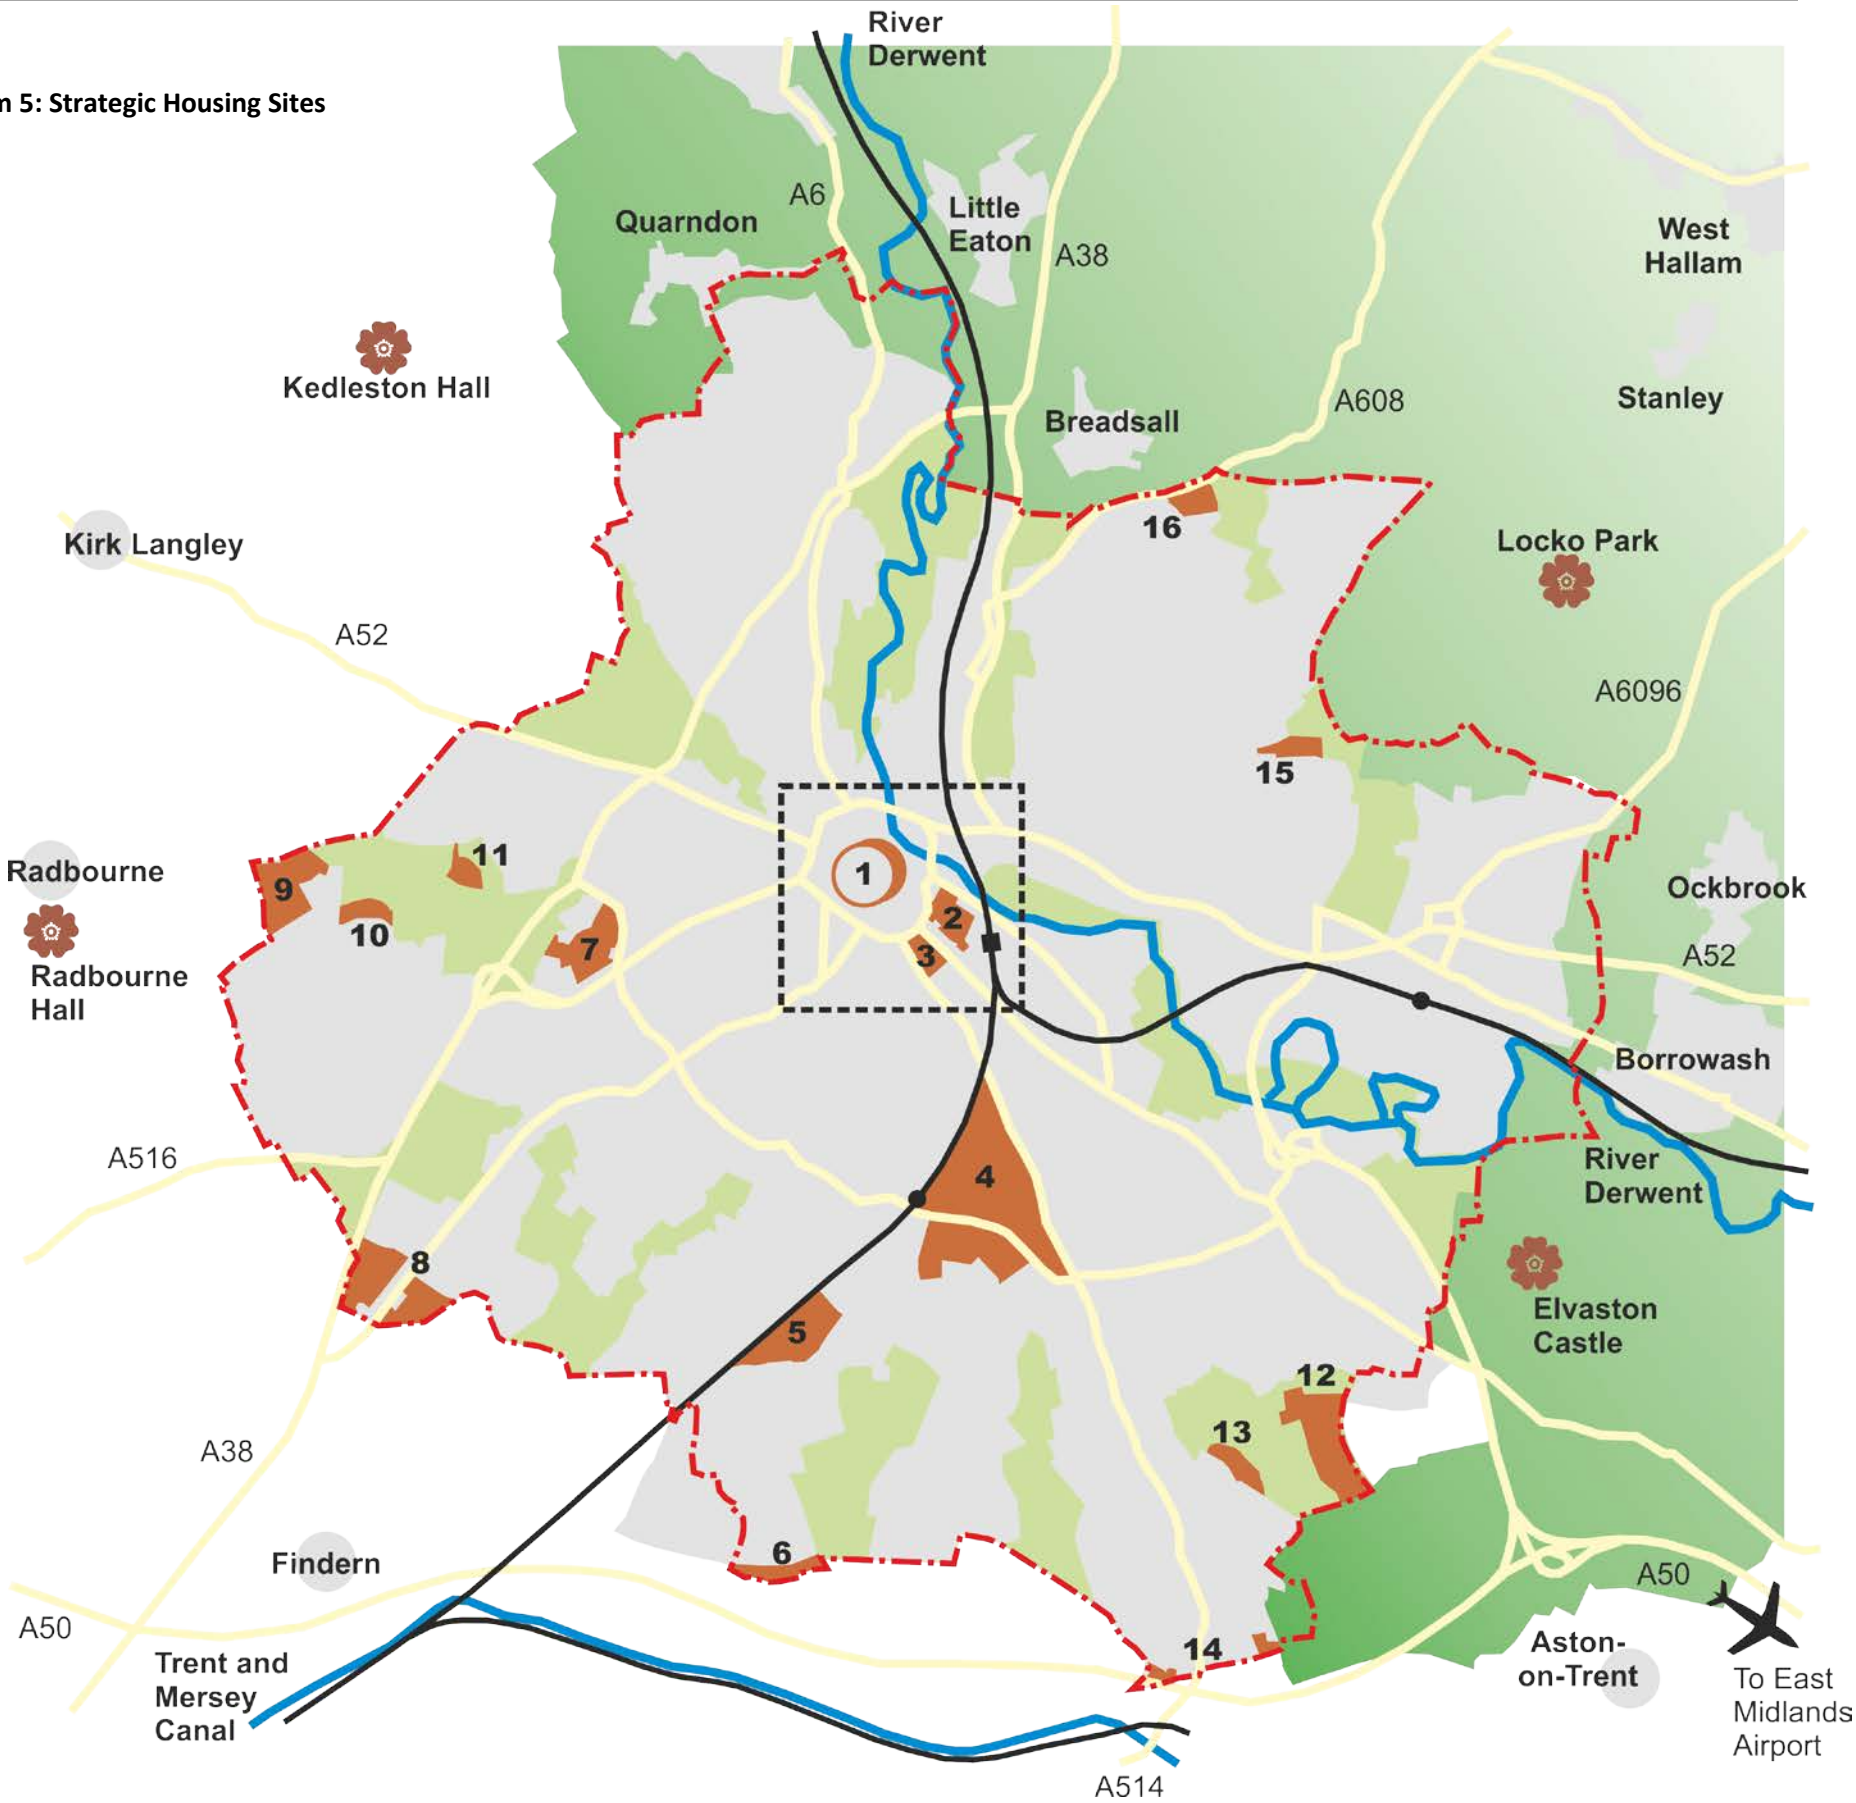 River
Derwent
n 5: Strategic Housing Sites
A6
Quarndon
Little
Eaton
A38
West
Hallam
Kedleston Hall
Stanley
A608
Breadsall
16
Kirk Langley
Locko Park
A52
A6096
15
11
Radbourne
9
1
Ockbrook
10
2
7
3
A52
Radbourne
Hall
Borrowash
A516
4
River
Derwent
8
Elvaston
Castle
5
12
13
A38
6
Findern
A50
A50
14
Aston-
on-Trent
Trent and
Mersey
Canal
To East
Midlands
Airport
A514